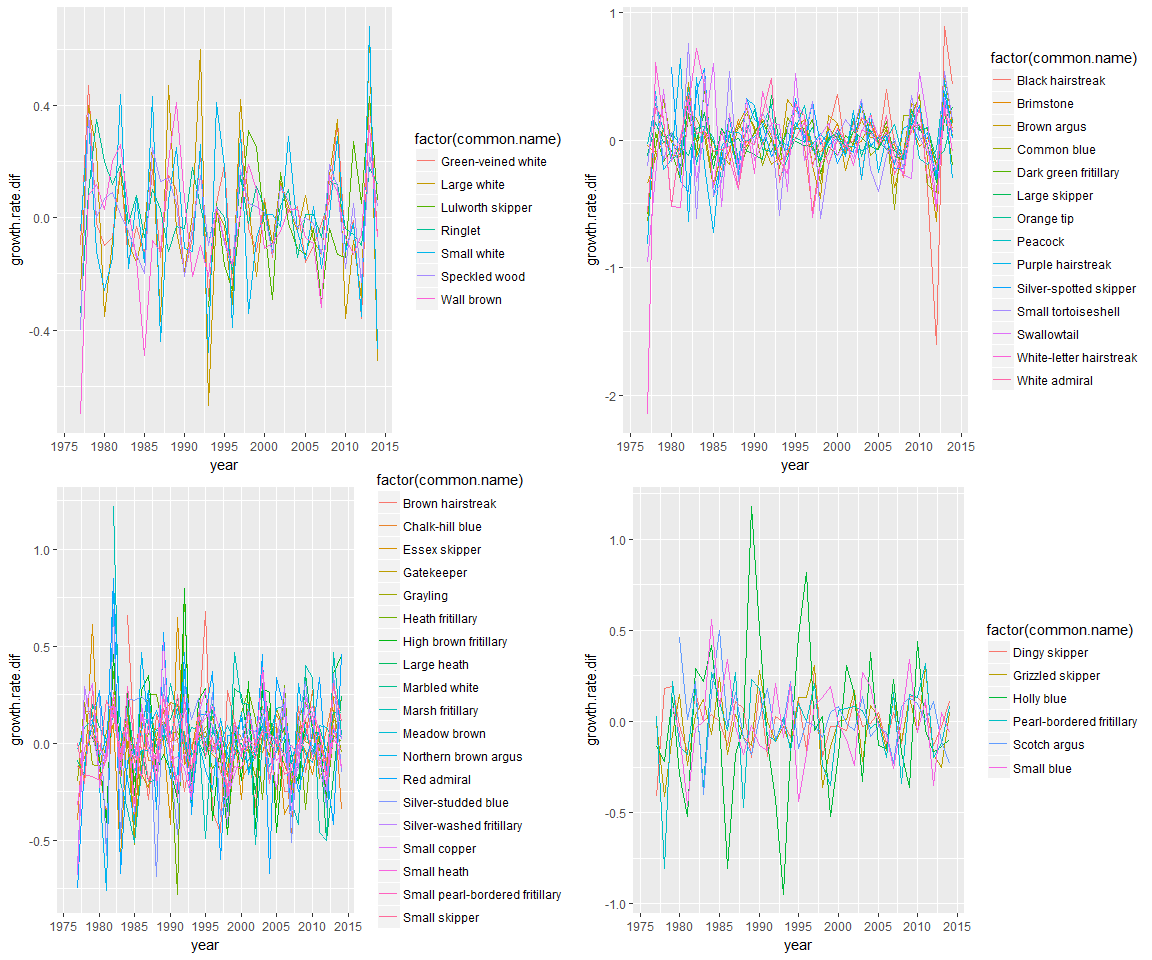 0.4
0.0
-0.4
growth.rate.dif
1975 1980 1985 1990 1995 2000 2005 2010 2015
year
factor(common.name)
Green-veined white
Large white
Lulworth skipper
Ringlet
Small white
Speckled wood
Wall brown
1
0
-1
-2
growth.rate.dif
1975 1980 1985 1990 1995 2000 2005 2010 2015
year
factor(common.name)
Black hairstreak
Brimstone
Brown argus
Common blue
Dark green fritillary
Large skipper
Orange tip
Peacock
Purple hairstreak
Silver-spotted skipper
Small tortoiseshell
Swallowtail
White-letter hairstreak
White admiral
1.0
0.5
0.0
-0.5
growth.rate.dif
1975 1980 1985 1990 1995 2000 2005 2010 2015
year
factor(common.name)
Brown hairstreak
Chalk-hill blue
Essex skipper
Gatekeeper
Grayling
Heath fritillary
High brown fritillary
Large heath
Marbled white
Marsh fritillary
Meadow brown
Northern brown argus
Red admiral
Silver-studded blue
Silver-washed fritillary
Small copper
Small heath
Small pearl-bordered fritillary
Small skipper
1.0
0.5
0.0
-0.5
-1.0
growth.rate.dif
1975 1980 1985 1990 1995 2000 2005 2010 2015
year
factor(common.name)
Dingy skipper
Grizzled skipper
Holly blue
Pearl-bordered fritillary
Scotch argus
Small blue